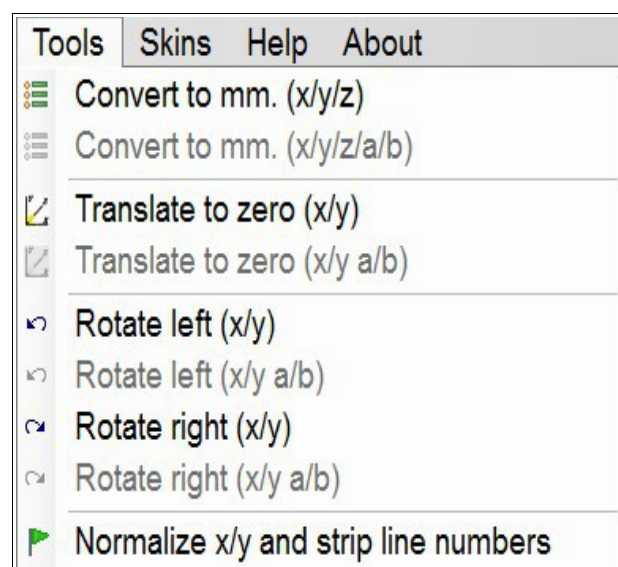 Tools Skins Help About
Convert to mm. (x/y/z)
Convert to mm. (x/y/z/a/b)
Translate to zero (x/y)
Translate to zero (x/y a/b)
Rotate left (x/y)
Rotate left (x/y a/b)
Rotate right (x/y)
Rotate right (x/y a/b)
Normalize x/y and strip line numbers